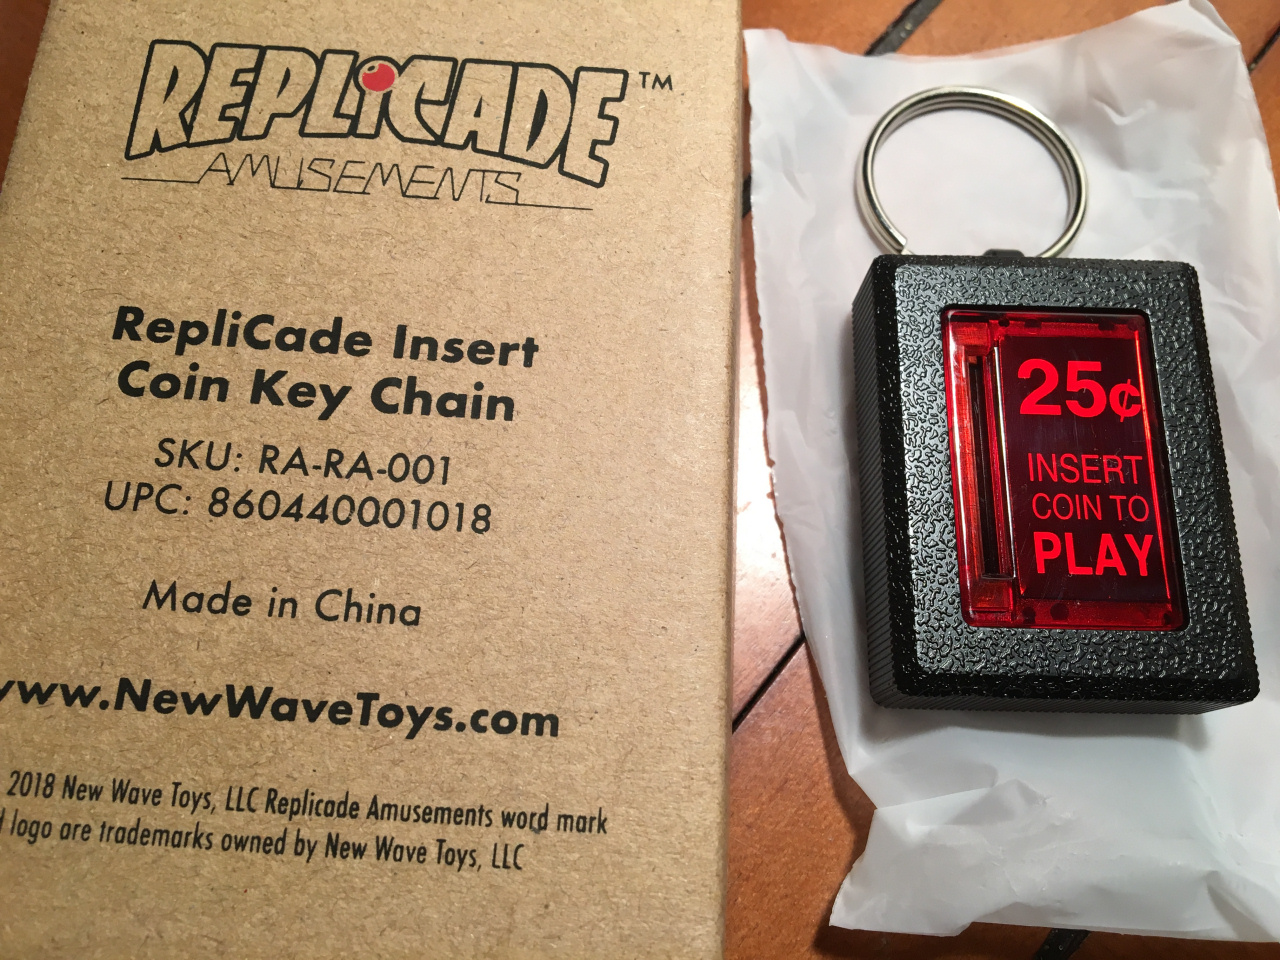 REPLiCADE™
AMUSEMENTS
RepliCade Insert
Coin Key Chain
SKU: RA-RA-001
UPC: 860440001018
Made in China
www.NewWaveToys.com
2018 New Wave Toys, LLC Replicade Amusements word mark
logo are trademarks owned by New Wave Toys, LLC
25¢
INSERT
COIN TO
PLAY